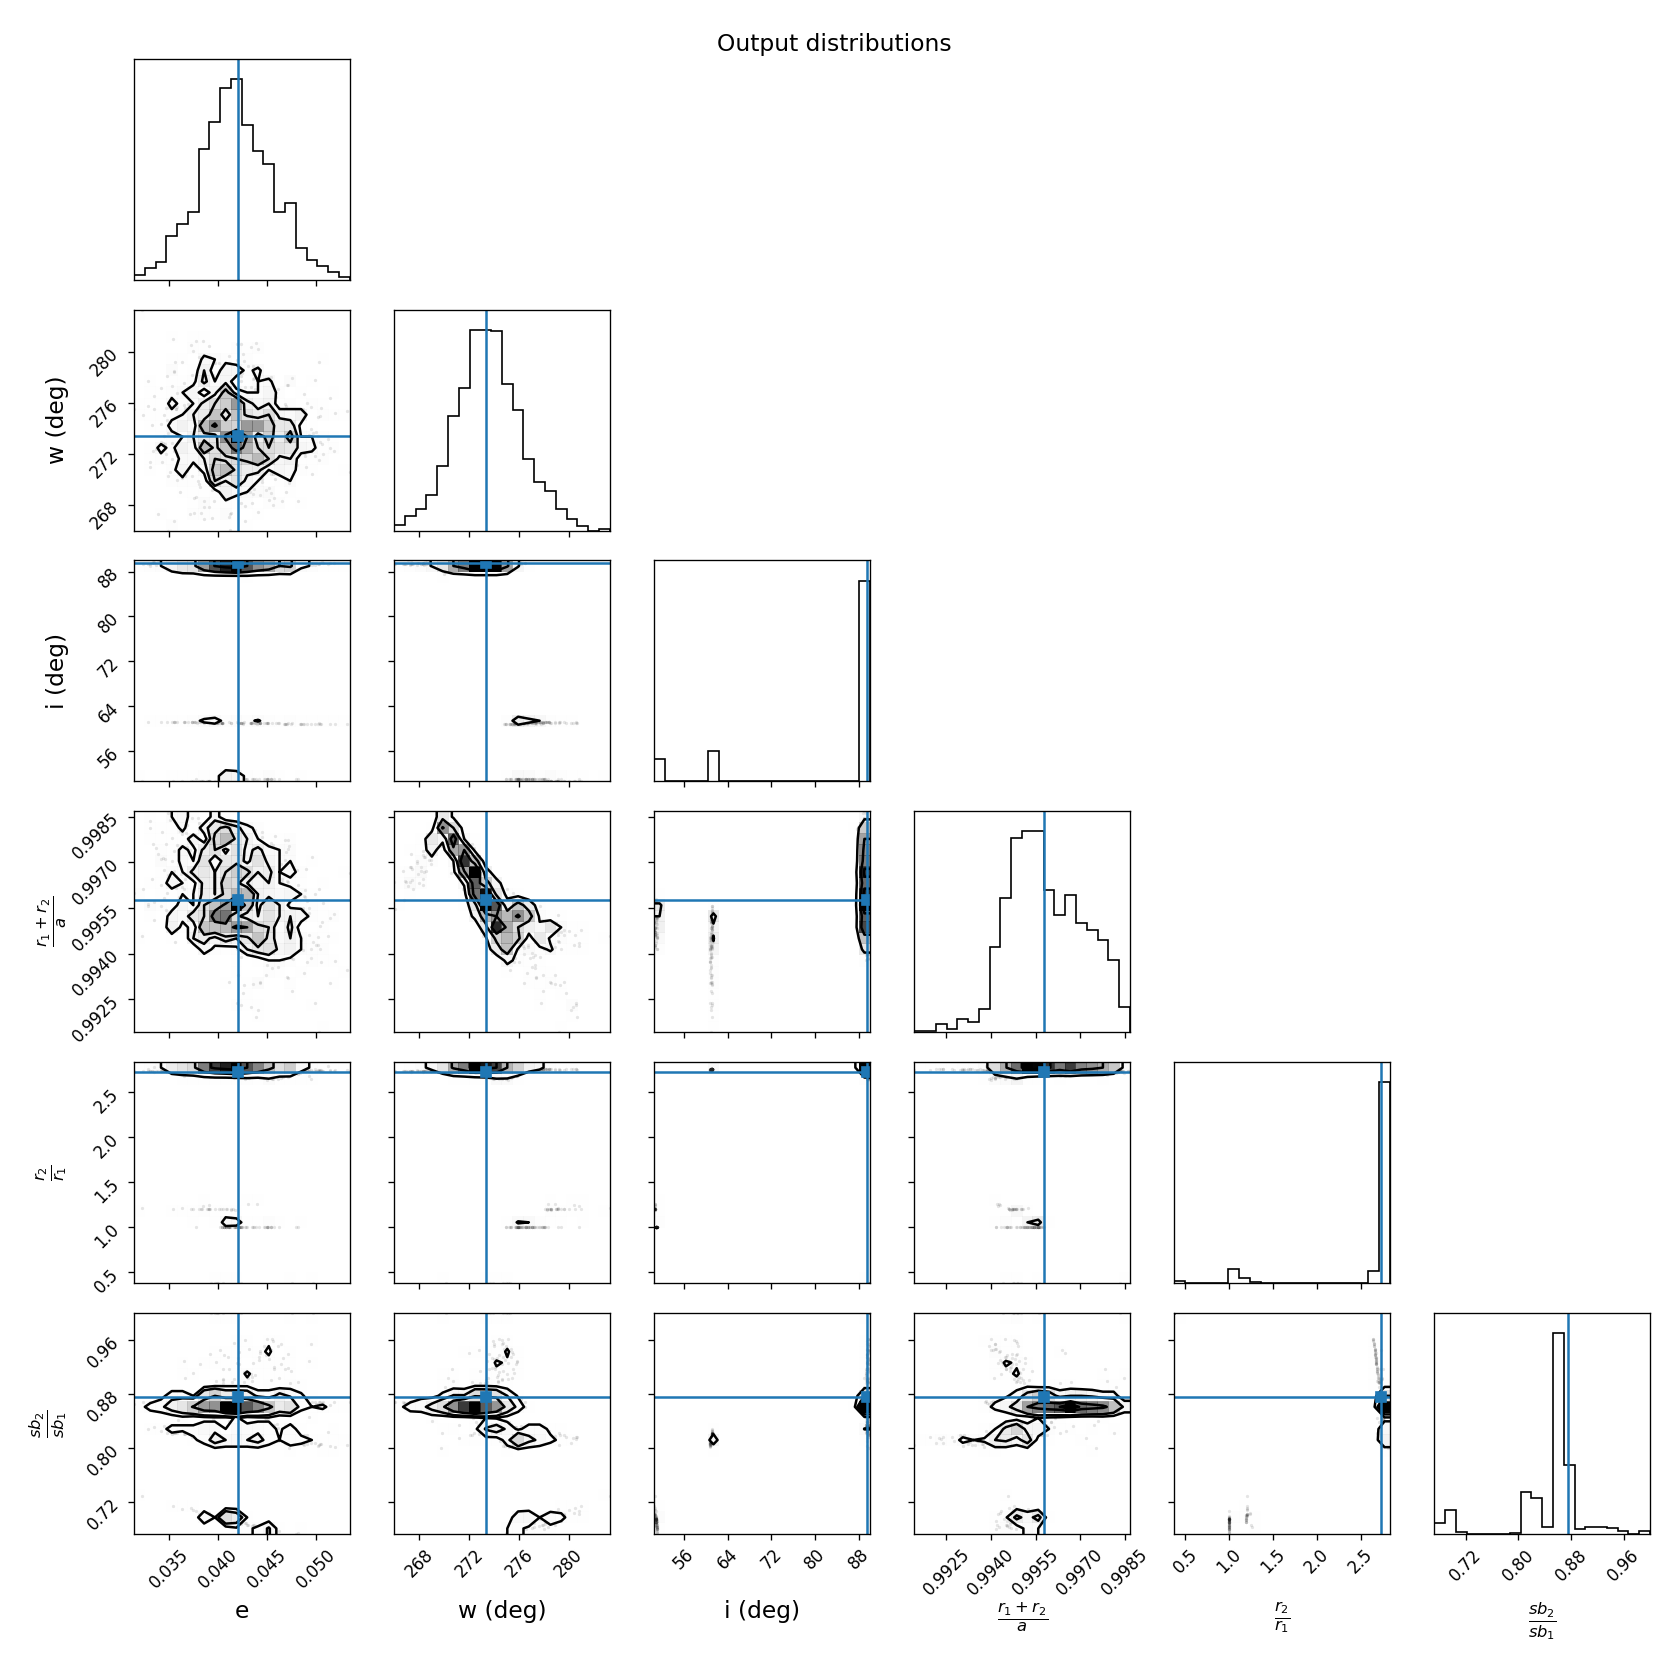 Output distributions
w (deg)
280
276
272
268
i (deg)
88
80
72
64
56
r₁ + r₂
a
0.9985
0.9970
0.9955
0.9940
0.9925
r₂
r₁
2.5
2.0
1.5
1.0
0.5
sb₂
sb₁
0.96
0.88
0.80
0.72
0.035 0.040 0.045 0.050 268 272 276 280 56 64 72 80 88 0.9925 0.9940 0.9955 0.9970 0.9985 0.5 1.0 1.5 2.0 2.5 0.72 0.80 0.88 0.96
e w (deg) i (deg) r₁ + r₂ r₂ sb₂
a r₁ sb₁